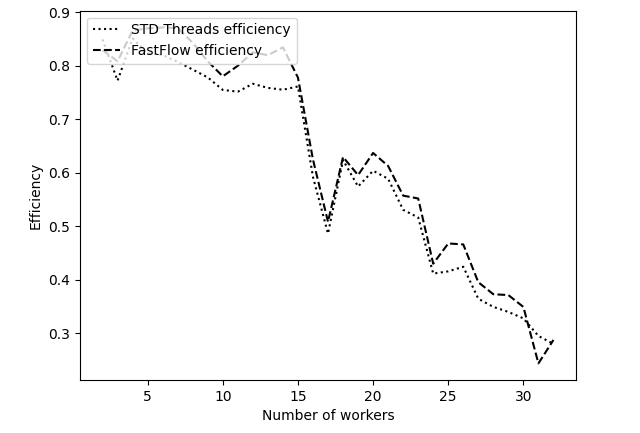 0.9
STD Threads efficiency
FastFlow efficiency
0.8
0.7
0.6
0.5
0.4
0.3
Efficiency
5 10 15 20 25 30
Number of workers